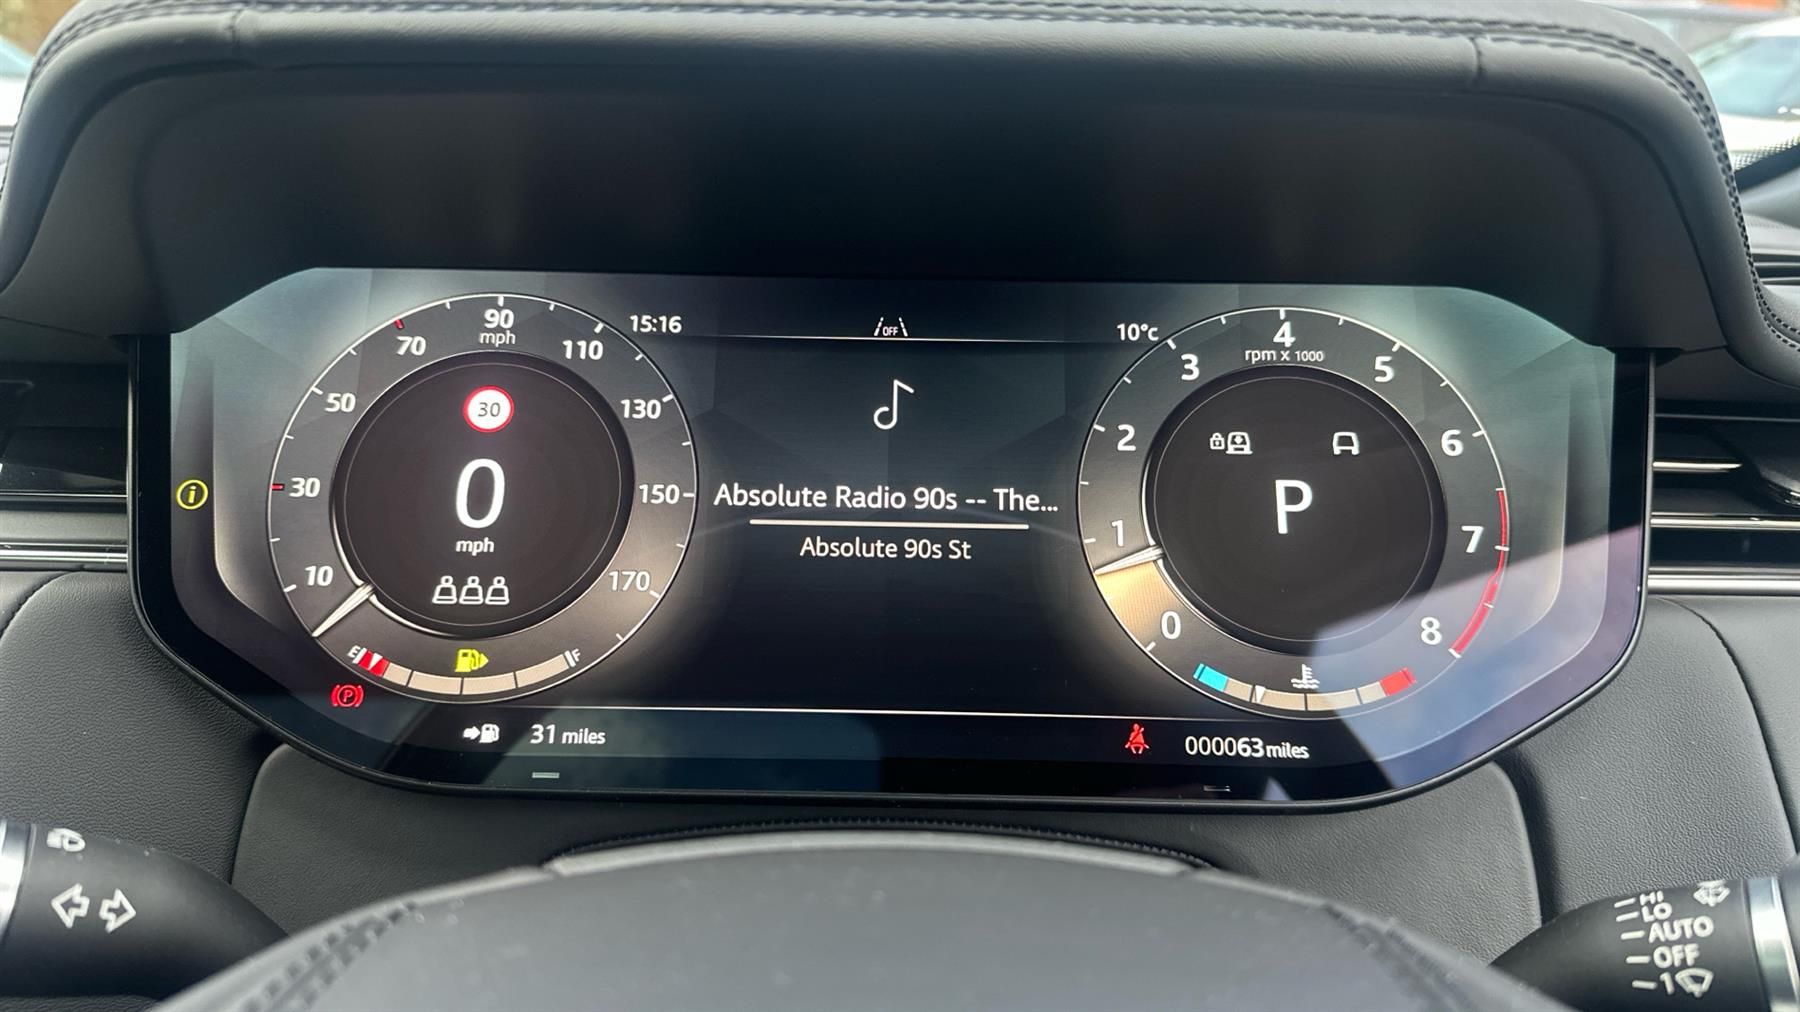 15:16
OFF
10°C
90
mph
70
110
50
130
30
150
10
170
30
0
mph
E
F
Absolute Radio 90s -- The...
Absolute 90s St
4
rpm x 1000
3
5
2
6
1
7
0
8
P
P
31 miles
000063 miles
HI
LO
AUTO
OFF
1